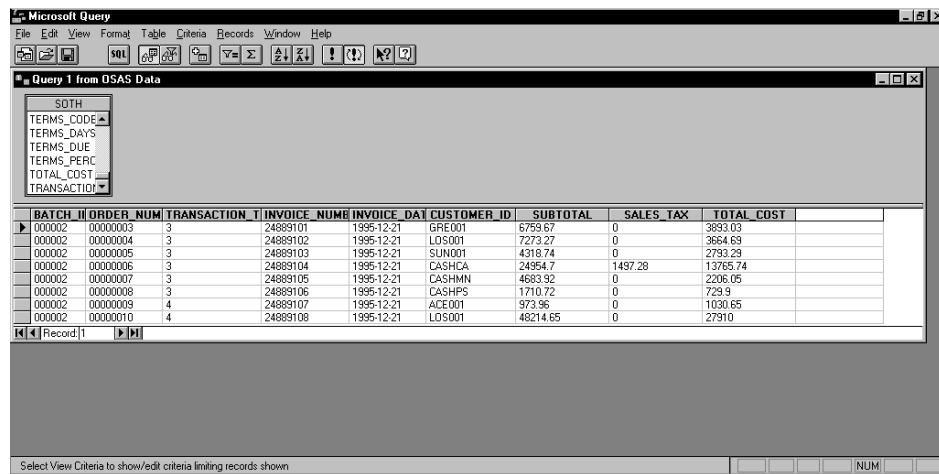 Microsoft Query
File Edit View Format Table Criteria Records Window Help
SQL
Query 1 from OSAS Data
SOTH
TERMS_CODE
TERMS_DAYS
TERMS_DUE
TERMS_PERC
TOTAL_COST
TRANSACTION
BATCH_II ORDER_NUM TRANSACTION_T INVOICE_NUMB INVOICE_DAT CUSTOMER_ID SUBTOTAL SALES_TAX TOTAL_COST
000002 00000003 3 24889101 1995-12-21 GRE001 6759.67 0 3893.03
000002 00000004 3 24889102 1995-12-21 LOS001 7273.27 0 3664.69
000002 00000005 3 24889103 1995-12-21 SUN001 4318.74 0 2793.29
000002 00000006 3 24889104 1995-12-21 CASHCA 24954.7 1497.28 13765.74
000002 00000007 3 24889105 1995-12-21 CASHMN 4683.92 0 2206.05
000002 00000008 3 24889106 1995-12-21 CASHPS 1710.72 0 729.9
000002 00000009 4 24889107 1995-12-21 ACE001 973.96 0 1030.65
000002 00000010 4 24889108 1995-12-21 LOS001 48214.65 0 27910
Record: 1
Select View Criteria to show/edit criteria limiting records shown NUM